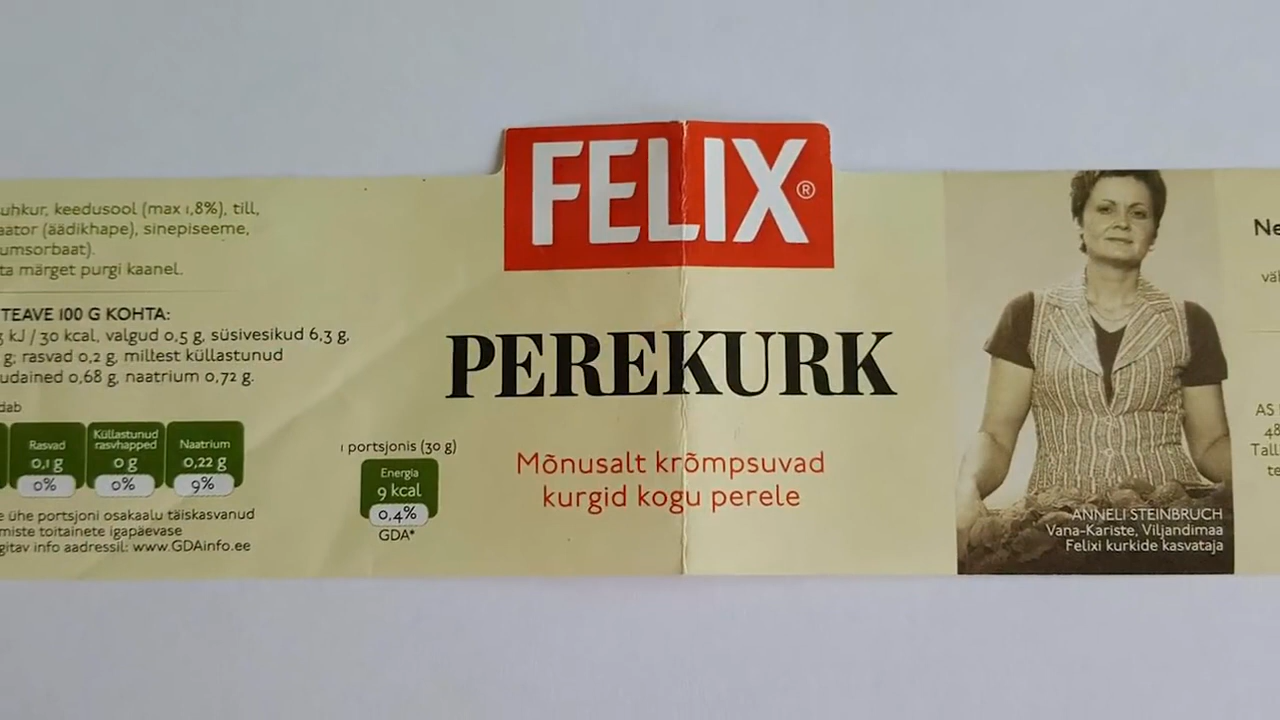 FELIX®
uhkur, keedusool (max 1,8%), till,
aator (äädikhape), sinepiseeme,
umsorbaat).
ta märget purgi kaanel.
TEAVE 100 G KOHTA:
3 kJ / 30 kcal, valgud 0,5 g, süsivesikud 6,3 g,
g; rasvad 0,2 g, millest küllastunud
udained 0,68 g, naatrium 0,72 g.
dab
Rasvad
0,1 g
0%
Küllastunud
rasvhapped
0 g
0%
Naatrium
0,22 g
9%
e ühe portsjoni osakaalu täiskasvanud
miste toitainete igapäevase
gitav info aadressil: www.GDAinfo.ee
1 portsjonis (30 g)
Energia
9 kcal
0,4%
GDA*
PEREKURK
Mõnusalt krõmpsuvad
kurgid kogu perele
ANNELI STEINBRUCH
Vana-Kariste, Viljandimaa
Felixi kurkide kasvataja
Ne
väl
AS
48
Tall
te